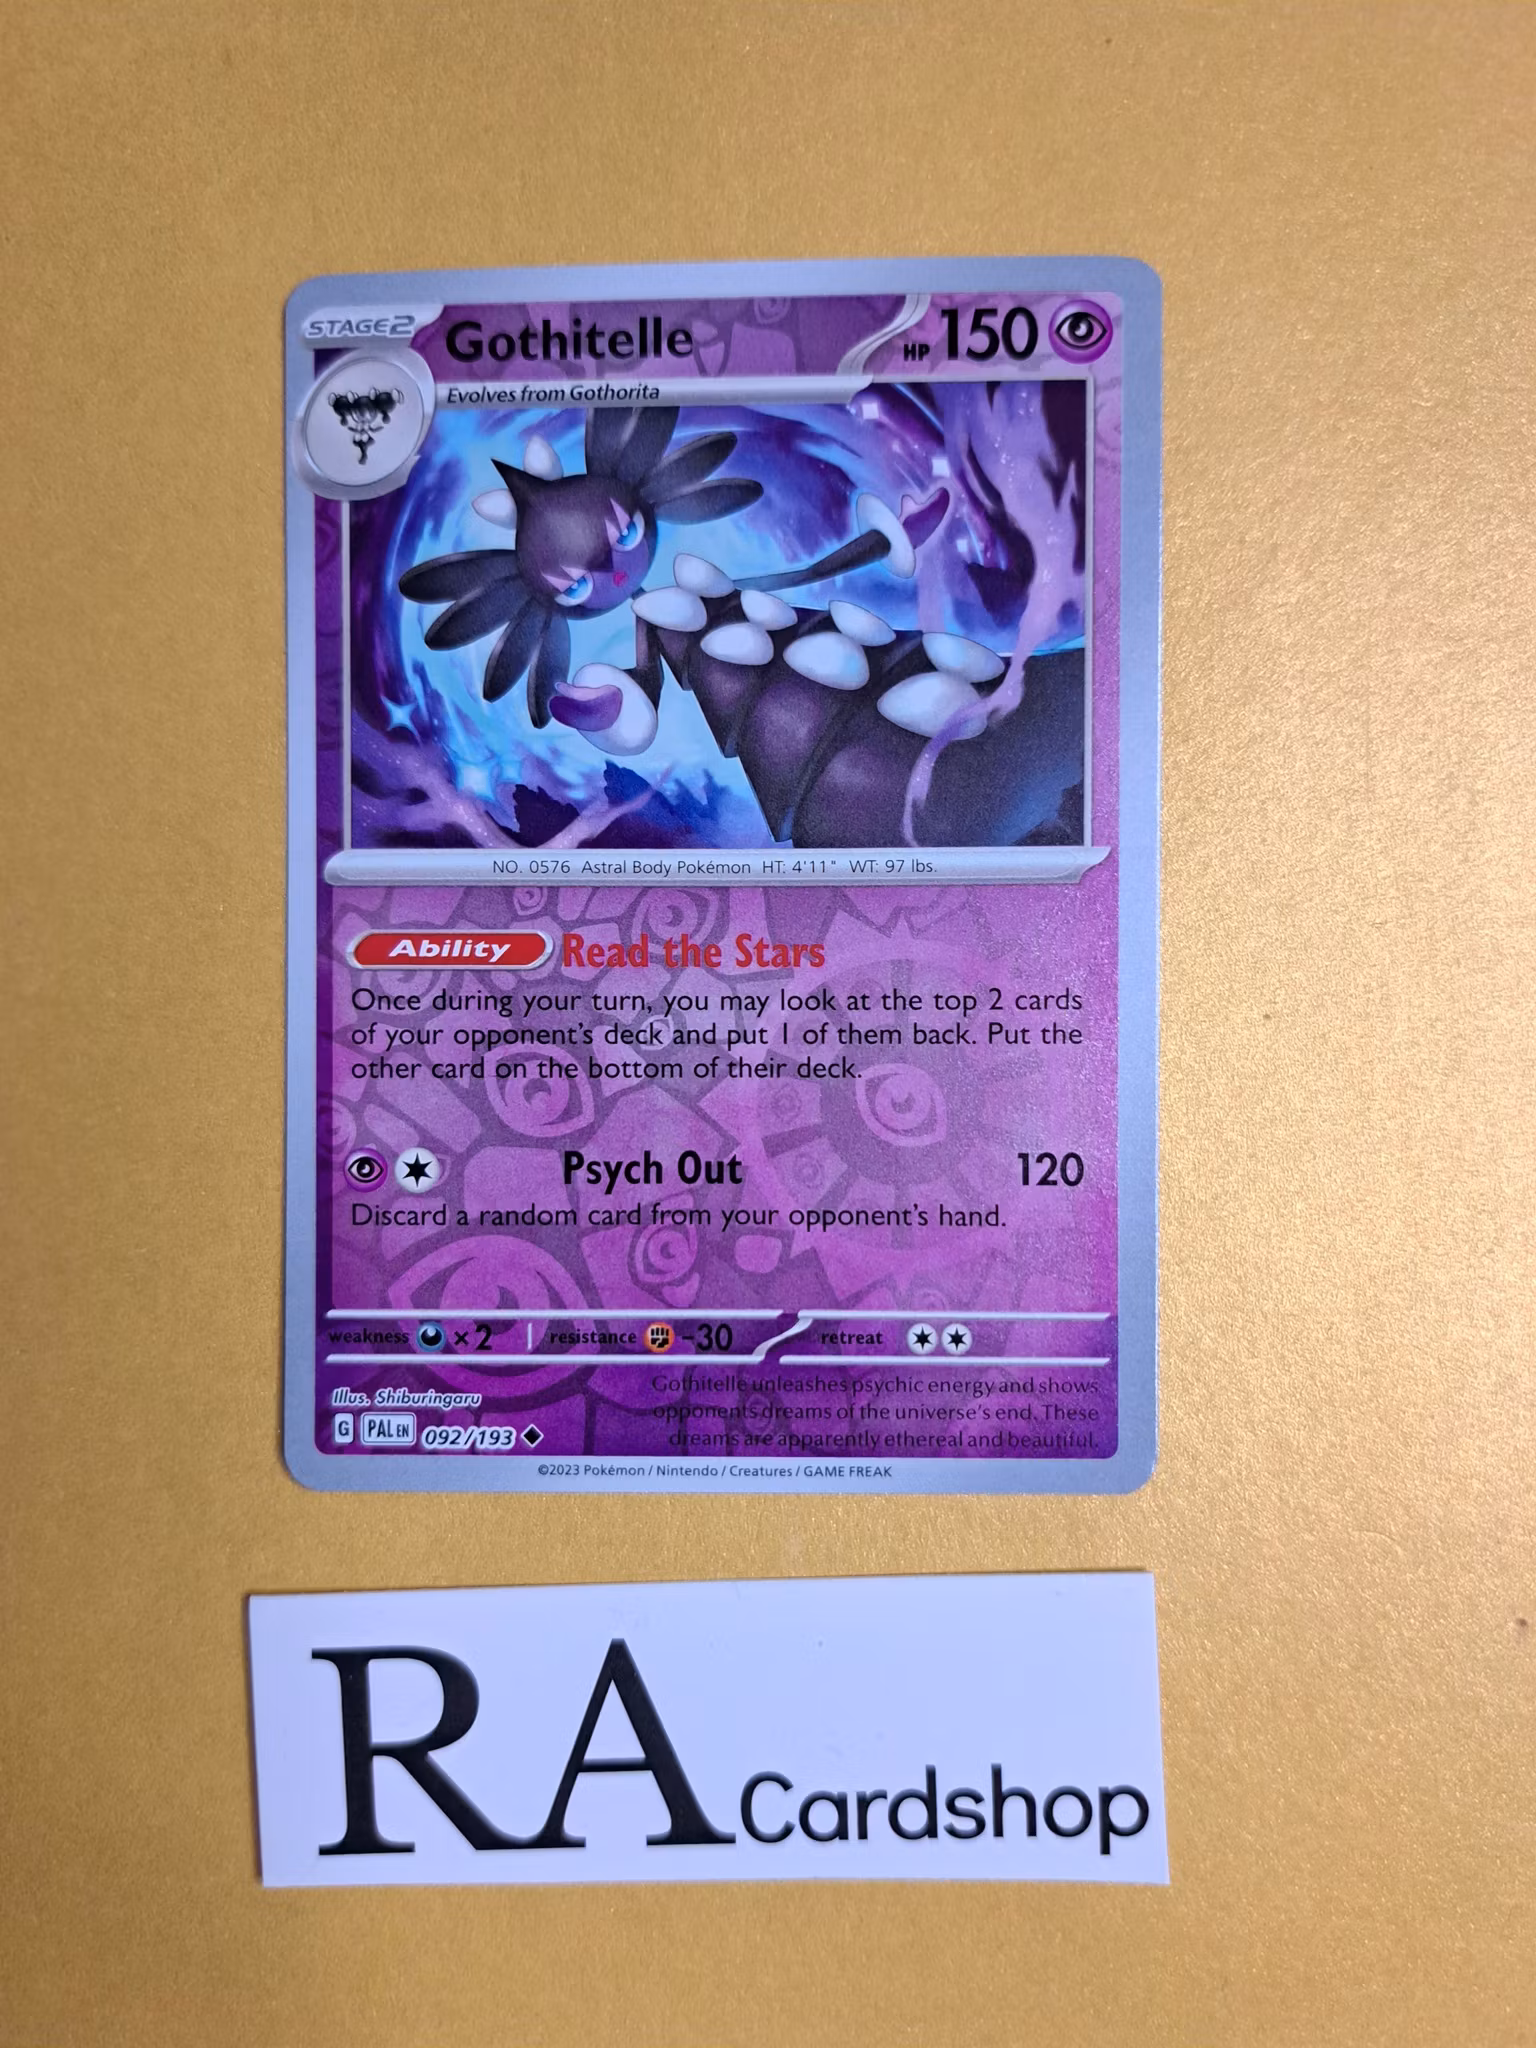 STAGE2
Gothitelle
HP 150
Evolves from Gothorita
NO. 0576 Astral Body Pokémon HT: 4'11" WT: 97 lbs.
Ability Read the Stars
Once during your turn, you may look at the top 2 cards
of your opponent's deck and put 1 of them back. Put the
other card on the bottom of their deck.
Psych Out 120
Discard a random card from your opponent's hand.
weakness ×2 resistance -30 retreat
Illus. Shiburingaru
Gothitelle unleashes psychic energy and shows
opponents dreams of the universe's end. These
dreams are apparently ethereal and beautiful.
G PAL EN 092/193
©2023 Pokémon / Nintendo / Creatures / GAME FREAK
RA Cardshop